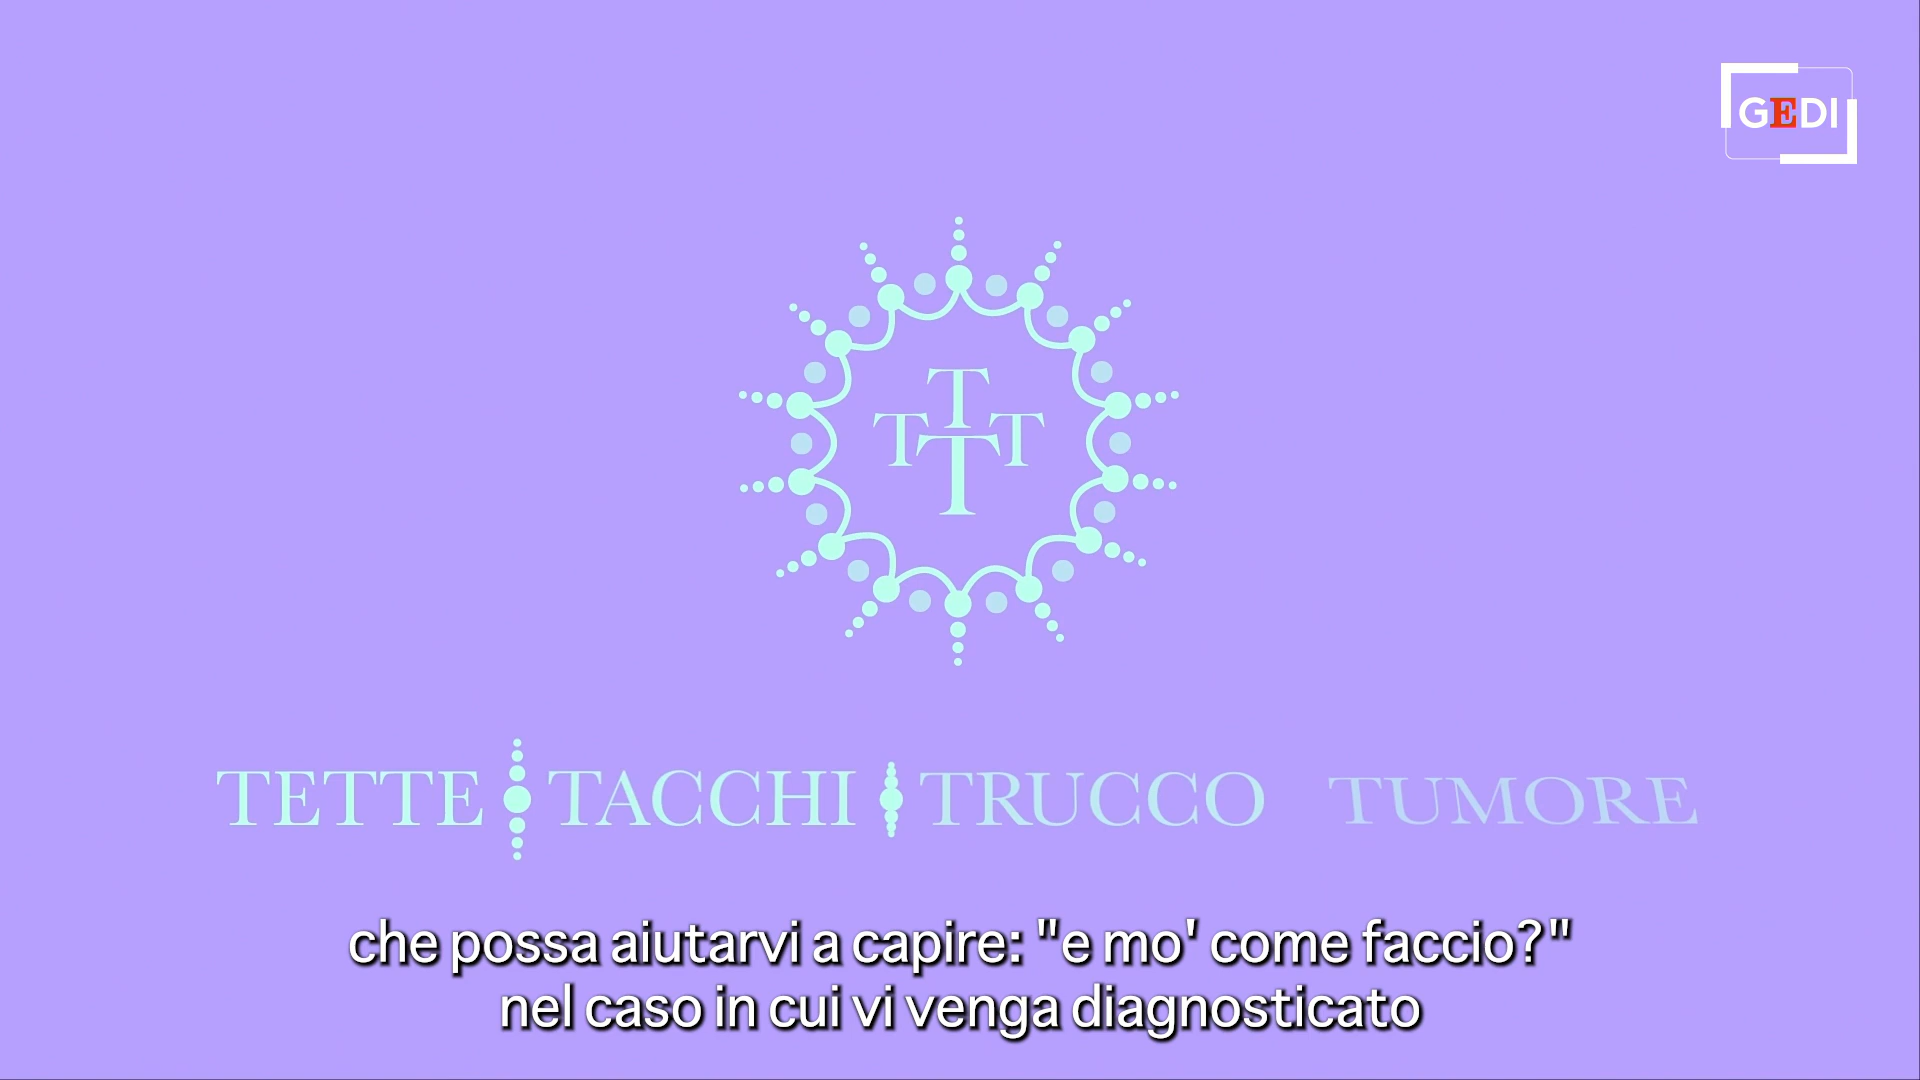 GEDI
T
T T
T
TETTE TACCHI TRUCCO TUMORE
che possa aiutarvi a capire: "e mo' come faccio?"
nel caso in cui vi venga diagnosticato